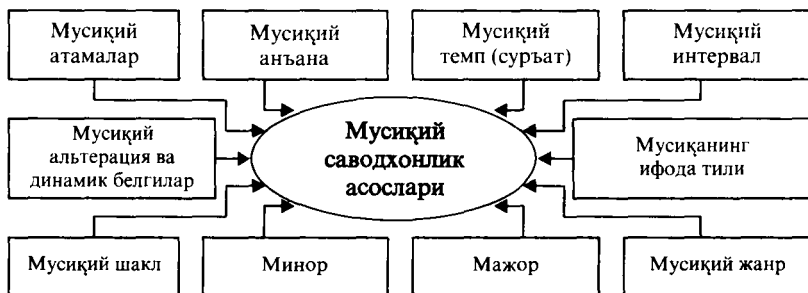 Мусиқий
атамалар
Мусиқий
анъана
Мусиқий
темп (суръат)
Мусиқий
интервал
Мусиқий
альтерация ва
динамик белгилар
Мусиқий
саводхонлик
асослари
Мусиқанинг
ифода тили
Мусиқий шакл
Минор
Мажор
Мусиқий жанр